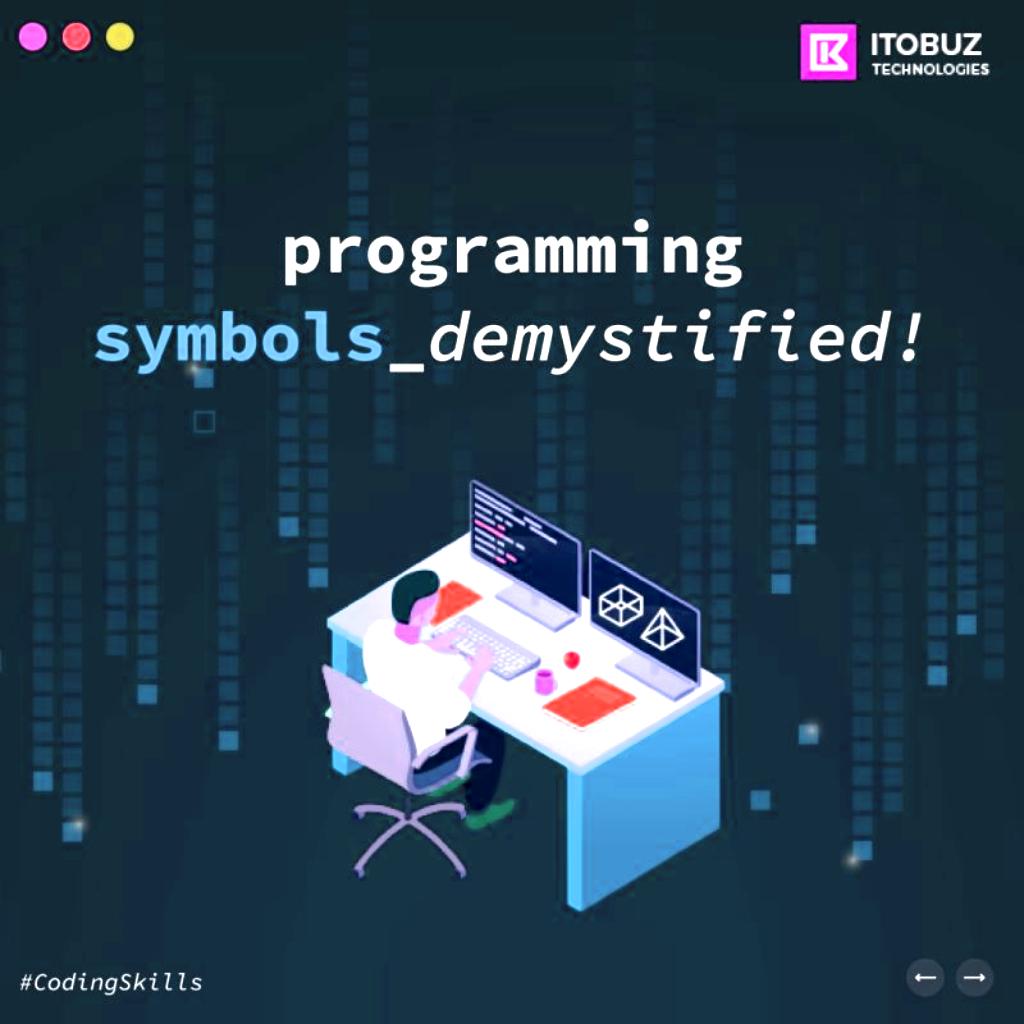 ITOBUZ
TECHNOLOGIES
programming
symbols_demystified!
#CodingSkills